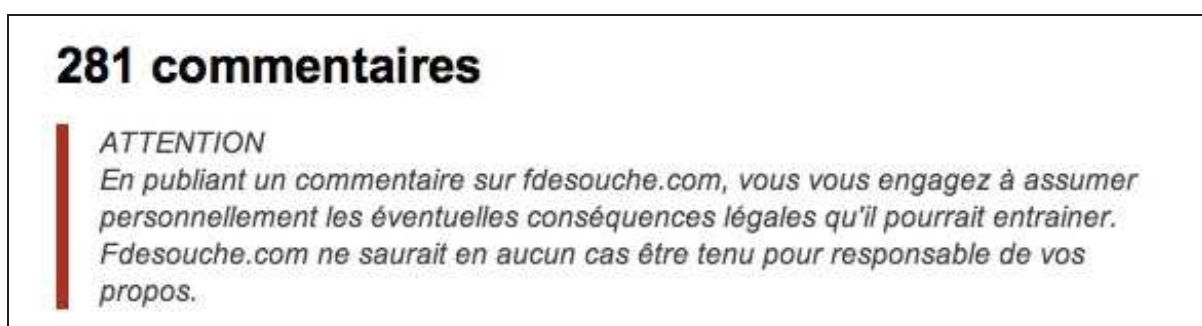 281 commentaires
ATTENTION
En publiant un commentaire sur fdesouche.com, vous vous engagez à assumer
personnellement les éventuelles conséquences légales qu'il pourrait entrainer.
Fdesouche.com ne saurait en aucun cas être tenu pour responsable de vos
propos.